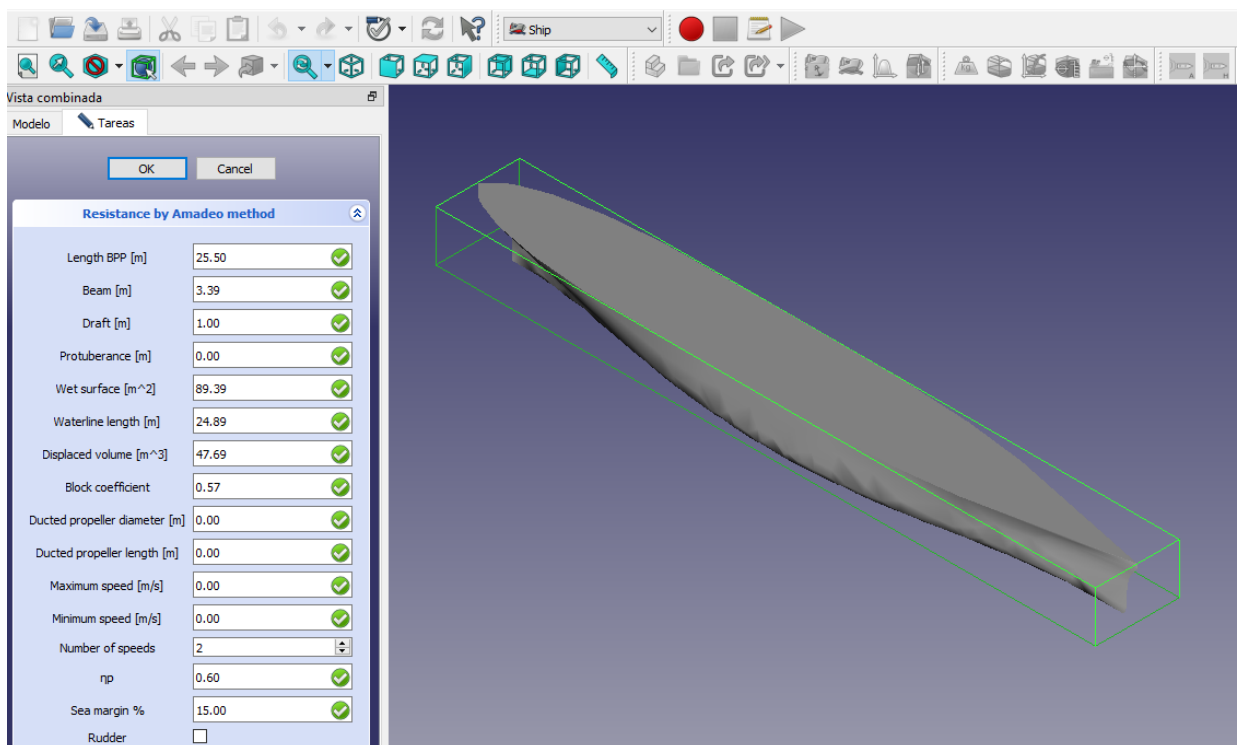 Ship
Vista combinada
Modelo
Tareas
OK
Cancel
Resistance by Amadeo method
Length BPP [m] 25.50
Beam [m] 3.39
Draft [m] 1.00
Protuberance [m] 0.00
Wet surface [m^2] 89.39
Waterline length [m] 24.89
Displaced volume [m^3] 47.69
Block coefficient 0.57
Ducted propeller diameter [m] 0.00
Ducted propeller length [m] 0.00
Maximum speed [m/s] 0.00
Minimum speed [m/s] 0.00
Number of speeds 2
ηp 0.60
Sea margin % 15.00
Rudder